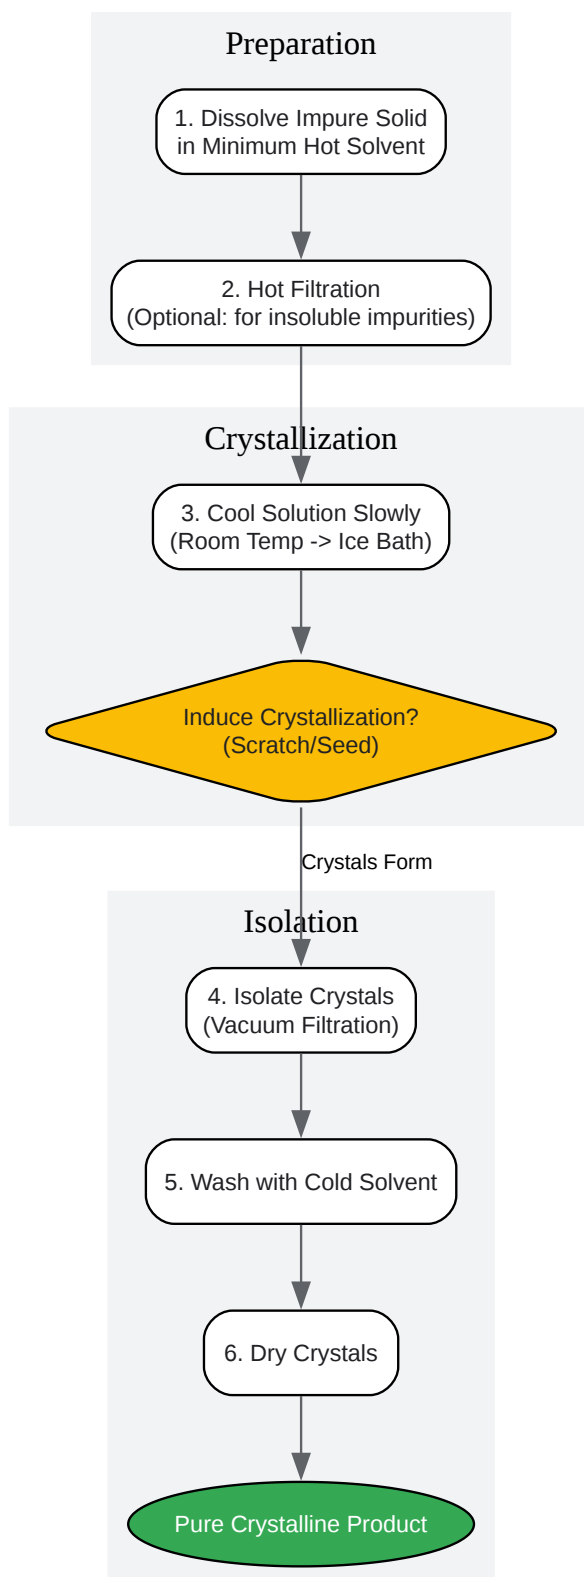 Preparation
1. Dissolve Impure Solid
in Minimum Hot Solvent
2. Hot Filtration
(Optional: for insoluble impurities)
Crystallization
3. Cool Solution Slowly
(Room Temp -> Ice Bath)
Induce Crystallization?
(Scratch/Seed)
Crystals Form
Isolation
4. Isolate Crystals
(Vacuum Filtration)
5. Wash with Cold Solvent
6. Dry Crystals
Pure Crystalline Product